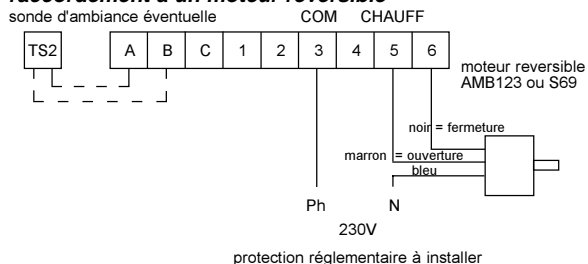 raccordement à un moteur réversible
sonde d'ambiance éventuelle COM CHAUFF
TS2 A B C 1 2 3 4 5 6
moteur reversible
AMB123 ou S69
noir = fermeture
marron = ouverture
bleu
Ph N
230V
protection réglementaire à installer